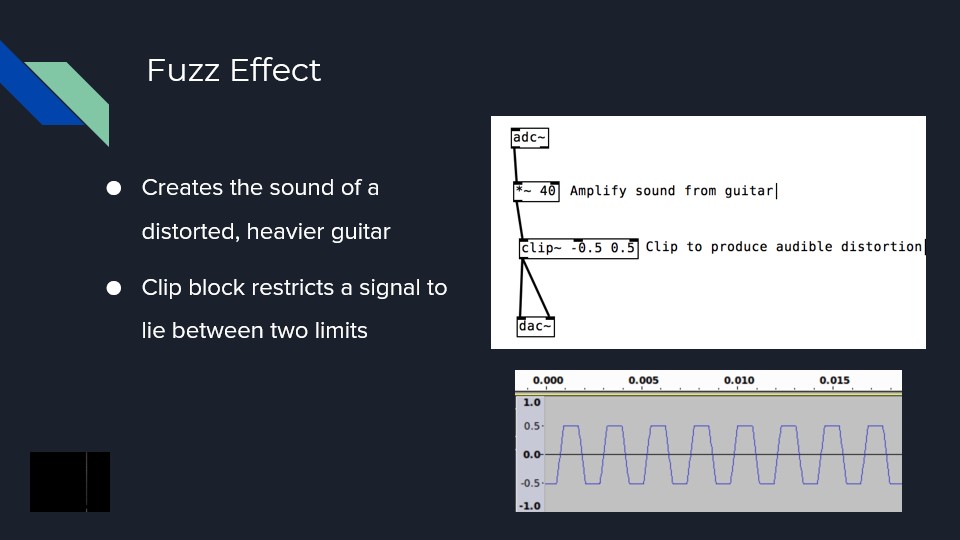 Fuzz Effect
● Creates the sound of a
distorted, heavier guitar
● Clip block restricts a signal to
lie between two limits
adc~
*~ 40 Amplify sound from guitar
clip~ -0.5 0.5 Clip to produce audible distortion
dac~
0.000 0.005 0.010 0.015
1.0
0.5
0.0
-0.5
-1.0